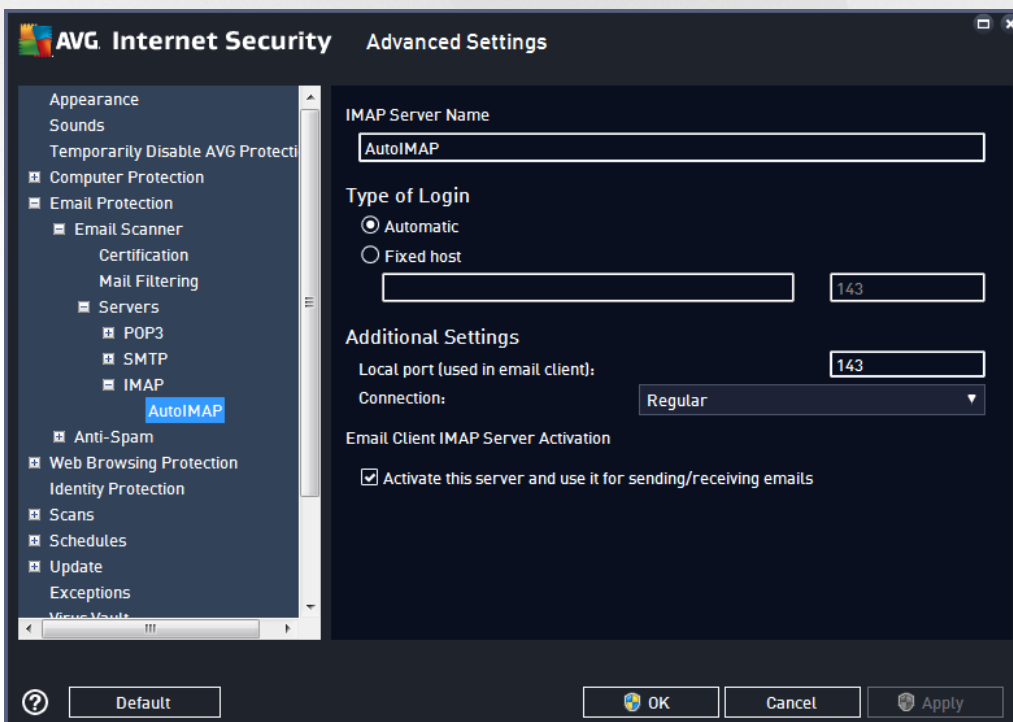 AVG. Internet Security Advanced Settings
Appearance
Sounds
Temporarily Disable AVG Protecti
Computer Protection
Email Protection
Email Scanner
Certification
Mail Filtering
Servers
POP3
SMTP
IMAP
AutoIMAP
Anti-Spam
Web Browsing Protection
Identity Protection
Scans
Schedules
Update
Exceptions
Virus Vault
IMAP Server Name
AutoIMAP
Type of Login
Automatic
Fixed host
143
Additional Settings
Local port (used in email client): 143
Connection: Regular
Email Client IMAP Server Activation
Activate this server and use it for sending/receiving emails
? Default OK Cancel Apply